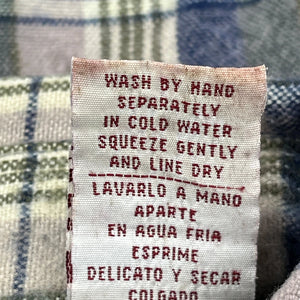 WASH BY HAND
SEPARATELY
IN COLD WATER
SQUEEZE GENTLY
AND LINE DRY
LAVARLO A MANO
APARTE
EN AGUA FRIA
ESPRIME
DELICATO Y SECAR
COLGADO